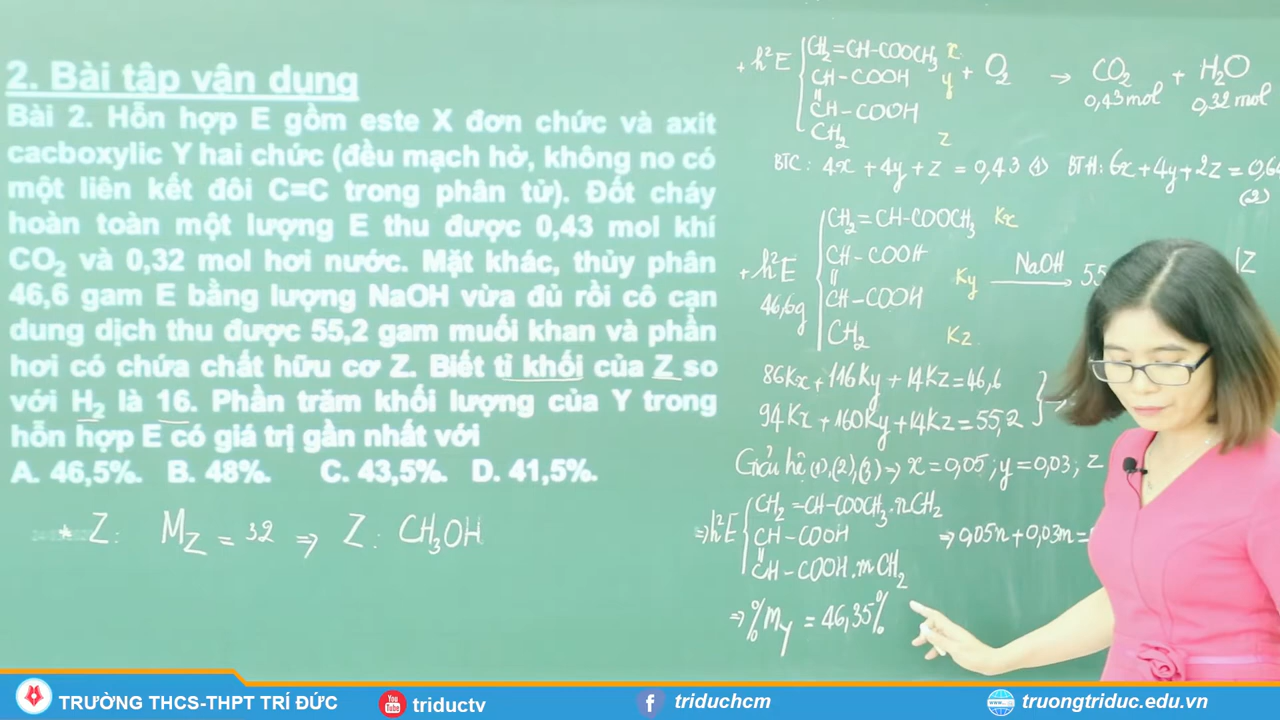 2. Bài tập vận dụng
Bài 2. Hỗn hợp E gồm este X đơn chức và axit
cacboxylic Y hai chức (đều mạch hở, không no có
một liên kết đôi C=C trong phân tử). Đốt cháy
hoàn toàn một lượng E thu được 0,43 mol khí
CO₂ và 0,32 mol hơi nước. Mặt khác, thủy phân
46,6 gam E bằng lượng NaOH vừa đủ rồi cô cạn
dung dịch thu được 55,2 gam muối khan và phần
hơi có chứa chất hữu cơ Z. Biết tỉ khối của Z so
với H₂ là 16. Phần trăm khối lượng của Y trong
hỗn hợp E có giá trị gần nhất với
A. 46,5%. B. 48%. C. 43,5%. D. 41,5%.
* Z: M_Z = 32 => Z: CH₃OH
+ h²E
CH₂=CH-COOCH₃ x
CH-COOH y
||
CH-COOH
CH₂ z
+ O₂ → CO₂ + H₂O
0,43 mol 0,32 mol
BTC: 4x + 4y + z = 0,43 (1) BTH: 6x + 4y + 2z = 0,64
(2)
+ h²E
46,6g
CH₂ = CH-COOCH₃ Kx
CH-COOH
|| Ky
CH-COOH
CH₂ Kz
NaOH
→ 55
Z
86Kx + 116Ky + 14Kz = 46,6
94Kx + 160Ky + 14Kz = 55,2
Giải hệ (1),(2),(3) => x = 0,05; y = 0,03; z
=> h²E
CH₂ = CH-COOCH₃.nCH₂
CH-COOH
||
CH-COOH.mCH₂
=> 0,05n + 0,03m =
=> %m_Y = 46,35%
TRƯỜNG THCS-THPT TRÍ ĐỨC
You Tube
triductv
f
triduchcm
truongtriduc.edu.vn